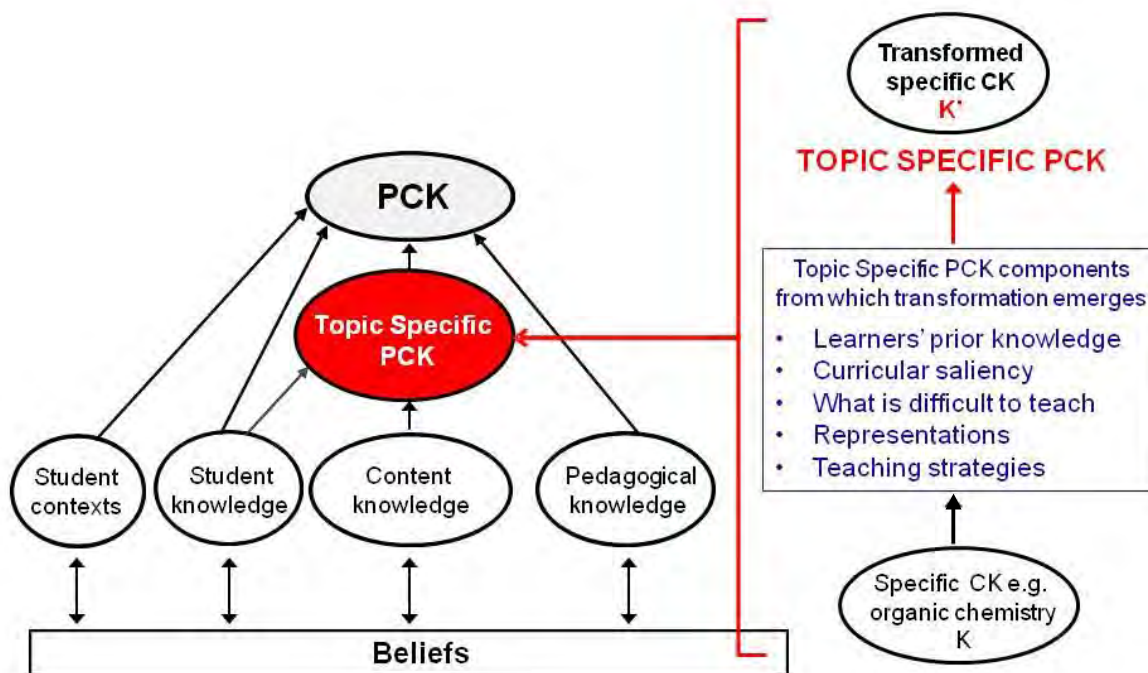 PCK
Topic Specific
PCK
Student
contexts
Student
knowledge
Content
knowledge
Pedagogical
knowledge
Beliefs
Transformed
specific CK
K'
TOPIC SPECIFIC PCK
Topic Specific PCK components
from which transformation emerges
• Learners' prior knowledge
• Curricular saliency
• What is difficult to teach
• Representations
• Teaching strategies
Specific CK e.g.
organic chemistry
K